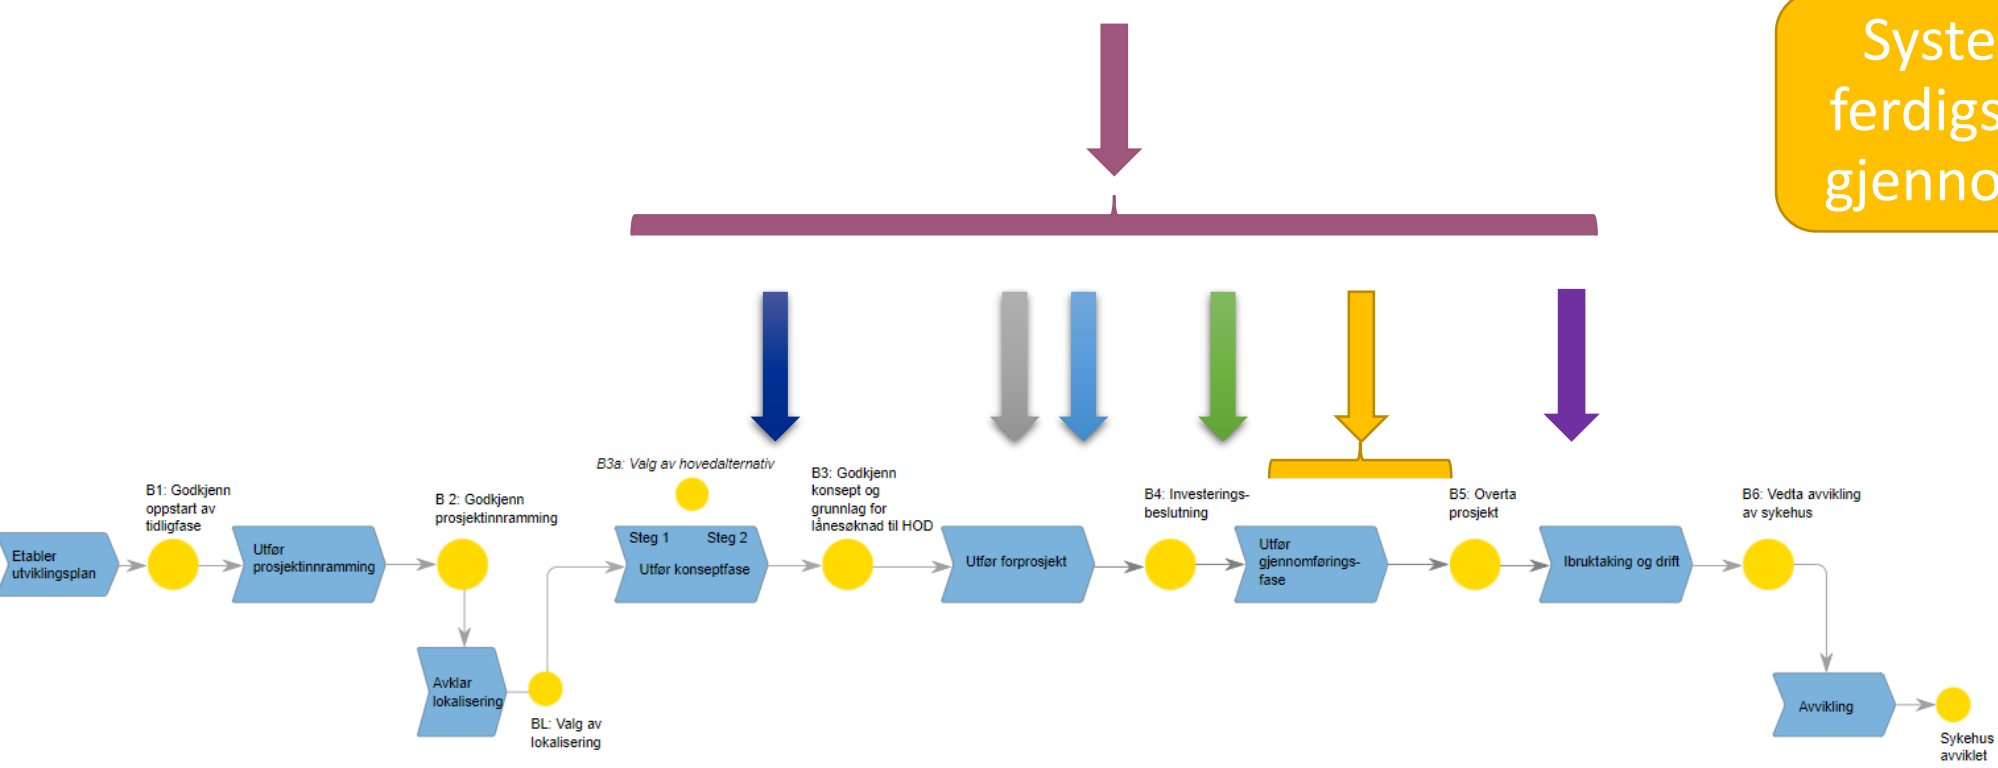 Syste
ferdigs
gjenno
B3a: Valg av hovedalternativ
B1: Godkjenn
oppstart av
tidligfase
B 2: Godkjenn
prosjektinnramming
B3: Godkjenn
konsept og
grunnlag for
lånesøknad til HOD
B4: Investerings-
beslutning
B5: Overta
prosjekt
B6: Vedta avvikling
av sykehus
Etabler
utviklingsplan
Utfør
prosjektinnramming
Steg 1 Steg 2
Utfør konseptfase
Utfør forprosjekt
Utfør
gjennomførings-
fase
Ibruktaking og drift
Avklar
lokalisering
BL: Valg av
lokalisering
Avvikling
Sykehus
avviklet